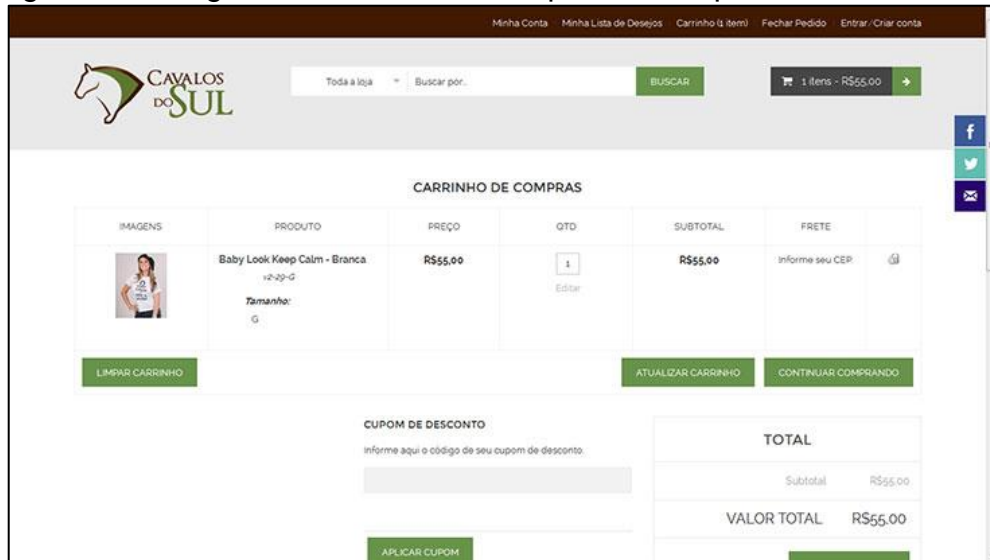 Minha Conta Minha Lista de Desejos Carrinho (1 item) Fechar Pedido Entrar/Criar conta
CAVALOS
DO SUL
Toda a loja Buscar por.. BUSCAR 1 itens - R$55,00
CARRINHO DE COMPRAS
IMAGENS PRODUTO PREÇO QTD SUBTOTAL FRETE
Baby Look Keep Calm - Branca R$55,00 1 R$55,00 Informe seu CEP
v2-29-G Editar
Tamanho:
G
LIMPAR CARRINHO ATUALIZAR CARRINHO CONTINUAR COMPRANDO
CUPOM DE DESCONTO
Informe aqui o código de seu cupom de desconto.
TOTAL
Subtotal R$55,00
VALOR TOTAL R$55,00
APLICAR CUPOM